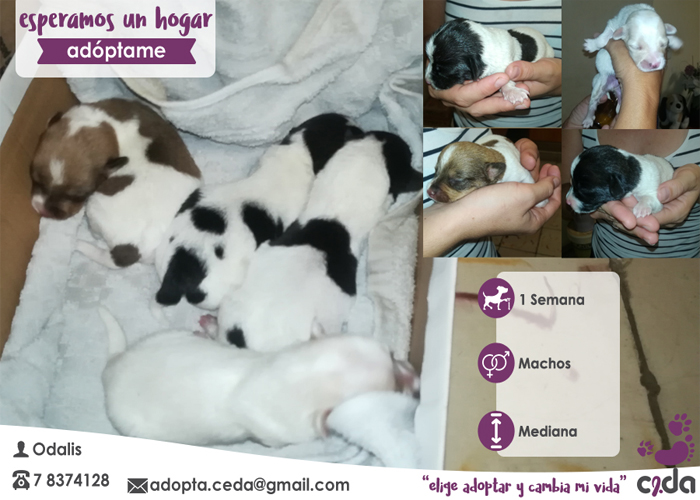 esperamos un hogar
adóptame
1 Semana
Machos
Mediana
Odalis
7 8374128
adopta.ceda@gmail.com
“elige adoptar y cambia mi vida”
ceda